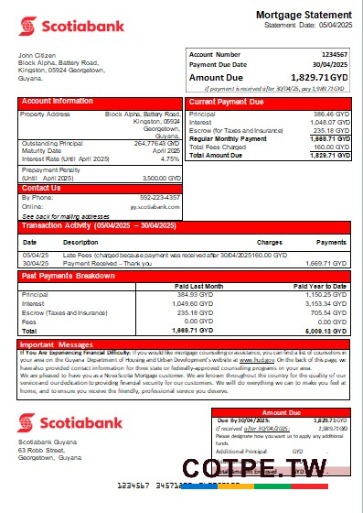 Scotiabank
Mortgage Statement
Statement Date: 05/04/2025
John Citizen
Block Alpha, Battery Road,
Kingston, 05924 Georgetown,
Guyana.
Account Number 1234567
Payment Due Date 30/04/2025
Amount Due 1,829.71 GYD
If payment is received after 30/04/25, pay 1,989.71 GYD
Account Information
Property Address Block Alpha, Battery Road,
Kingston, 05924
Georgetown,
Guyana.
Outstanding Principal 264,776.43 GYD
Maturity Date April 2025
Interest Rate (Until April 2025) 4.75%
Prepayment Penalty
(Until April 2025) 3,500.00 GYD
Contact Us
By Phone: 592-223-4357
Online: gy.scotiabank.com
See back for mailing addresses
Current Payment Due
Principal 386.46 GYD
Interest 1,048.07 GYD
Escrow (for Taxes and Insurance) 235.18 GYD
Regular Monthly Payment 1,669.71 GYD
Total Fees Charged 160.00 GYD
Total Amount Due 1,829.71 GYD
Transaction Activity (05/04/2025 – 30/04/2025)
Date Description Charges Payments
05/04/25 Late Fees (charged because payment was received after 30/04/2025 160.00 GYD
30/04/25 Payment Received – Thank you 1,669.71 GYD
Past Payments Breakdown
Paid Last Month Paid Year to Date
Principal 384.93 GYD 1,150.25 GYD
Interest 1,049.60 GYD 3,153.34 GYD
Escrow (Taxes and Insurance) 235.18 GYD 705.54 GYD
Fees 0.00 GYD 0.00 GYD
Total 1,669.71 GYD 5,009.13 GYD
Important Messages
If You Are Experiencing Financial Difficulty: If you would like mortgage counseling or assistance, you can find a list of counselors in
your area on the Guyana Department of Housing and Urban Development's website at www.hud.gov. On the back of this page, we
have also provided contact information for their state or federally-approved counseling programs in your area.
We are pleased to have you as a Nova Scotia Mortgage customer. We are known throughout the country for the quality of our
service and our dedication to providing financial security for our customers. We will do everything we can to make you feel at
home, and to ensure you the friendly, professional service you deserve.
Scotiabank
Scotiabank Guyana
63 Robb Street,
Georgetown, Guyana
Amount Due
Due By 30/04/2025: 1,829.71 GYD
If received after 30/04/25: 1,989.71 GYD
Please designate how you want us to apply any additional
funds.
Additional Principal GYD
COTPE.TW
1234567